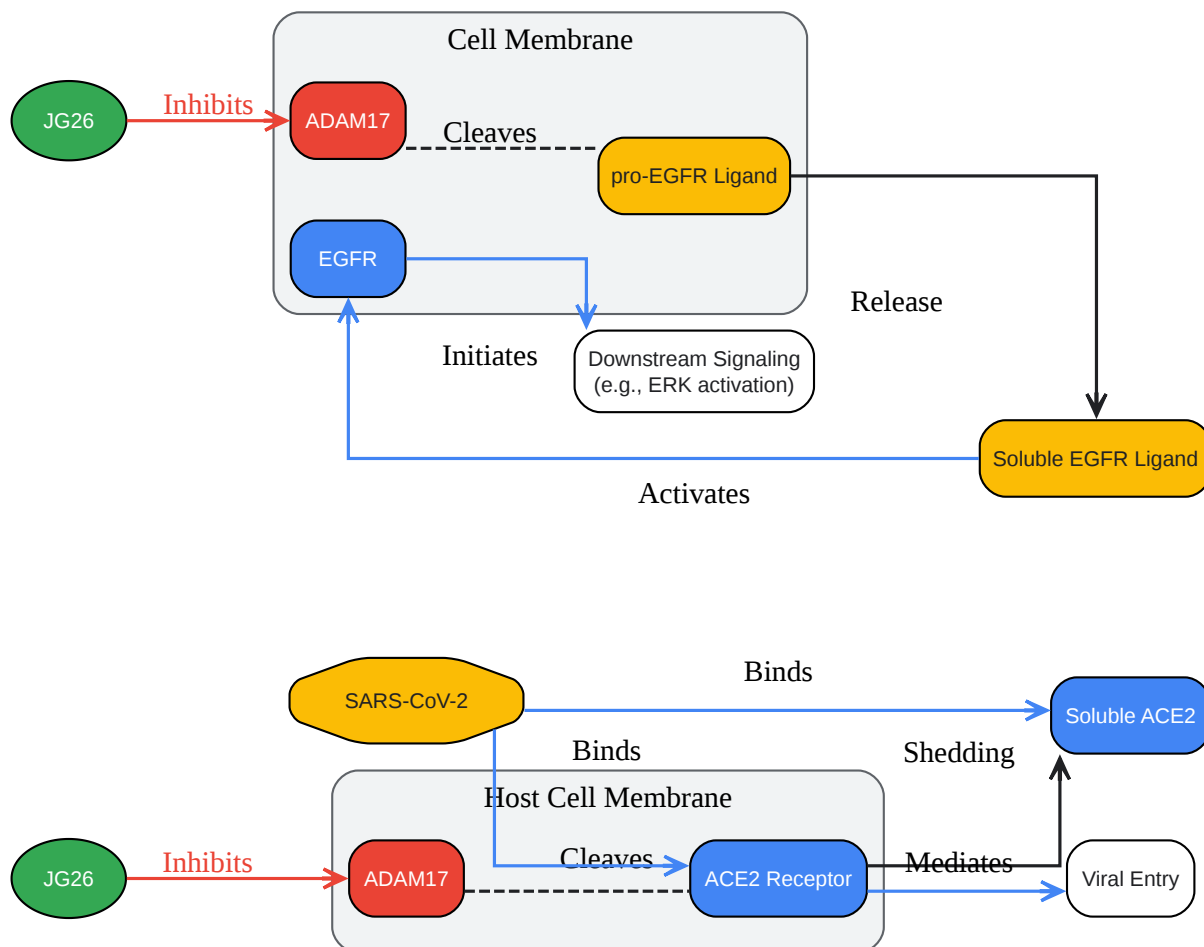 Cell Membrane
JG26
Inhibits
ADAM17
Cleaves
pro-EGFR Ligand
EGFR
Release
Initiates
Downstream Signaling
(e.g., ERK activation)
Soluble EGFR Ligand
Activates
SARS-CoV-2
Binds
Soluble ACE2
Binds
Shedding
Host Cell Membrane
JG26
Inhibits
ADAM17
Cleaves
ACE2 Receptor
Mediates
Viral Entry